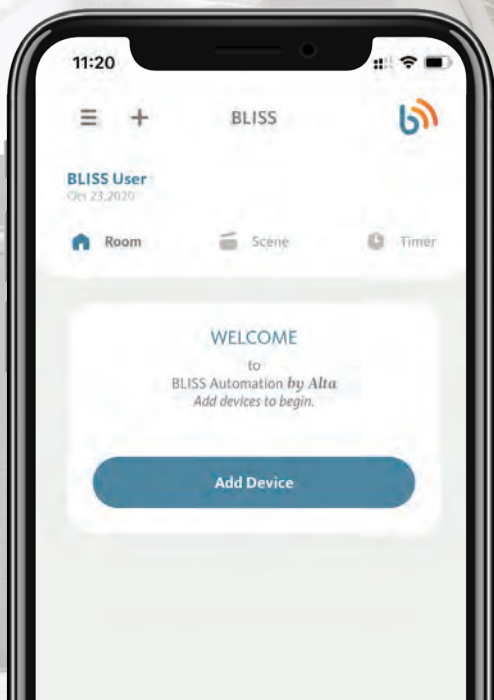 11:20
BLISS
b
BLISS User
Oct 23,2020
Room
Scene
Timer
WELCOME
to
BLISS Automation by Alta
Add devices to begin.
Add Device